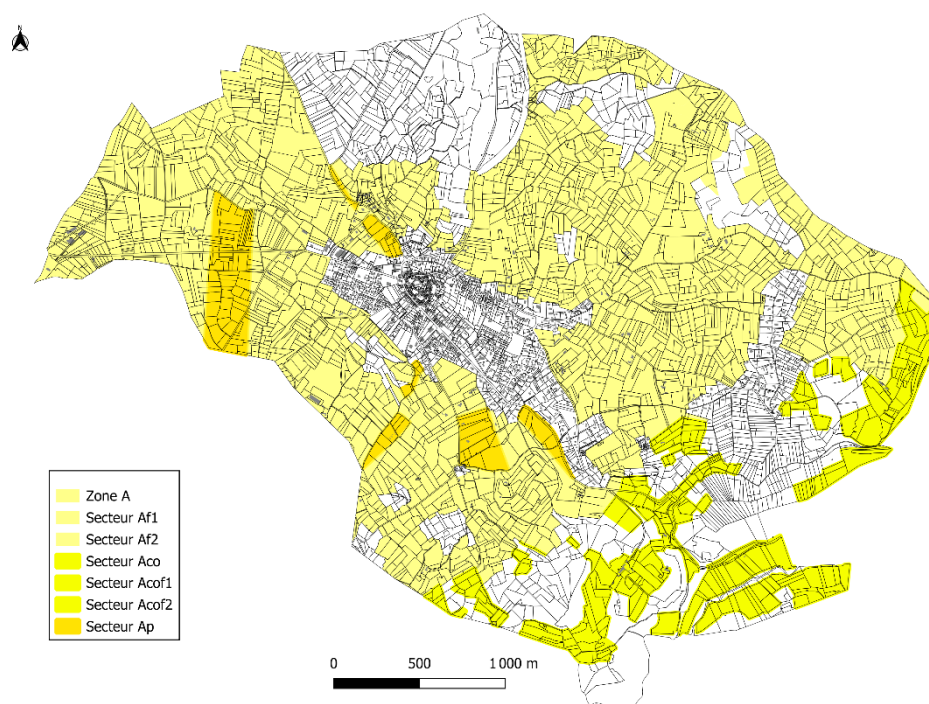 N
Zone A
Secteur Af1
Secteur Af2
Secteur Aco
Secteur Acof1
Secteur Acof2
Secteur Ap
0 500 1 000 m